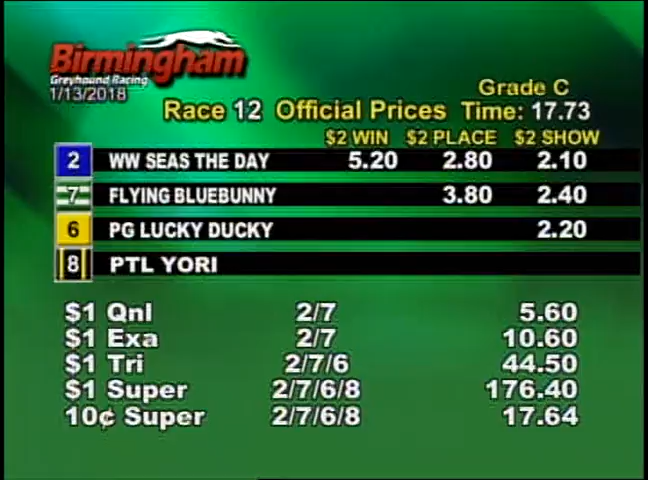 Birmingham
Greyhound Racing
1/13/2018
Grade C
Race 12 Official Prices Time: 17.73
$2 WIN $2 PLACE $2 SHOW
2 WW SEAS THE DAY 5.20 2.80 2.10
7 FLYING BLUEBUNNY 3.80 2.40
6 PG LUCKY DUCKY 2.20
8 PTL YORI
$1 Qnl 2/7 5.60
$1 Exa 2/7 10.60
$1 Tri 2/7/6 44.50
$1 Super 2/7/6/8 176.40
10¢ Super 2/7/6/8 17.64